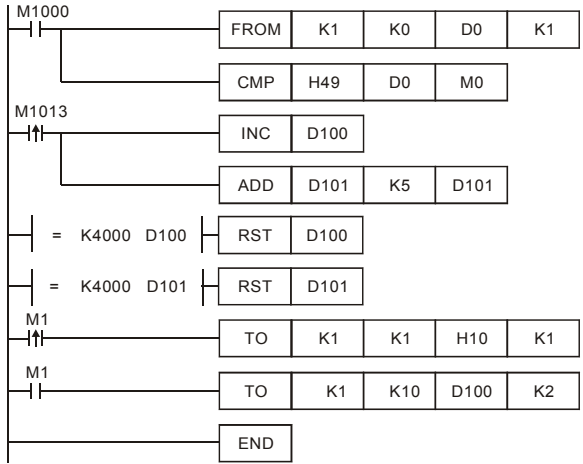 M1000
FROM K1 K0 D0 K1
CMP H49 D0 M0
M1013
INC D100
ADD D101 K5 D101
= K4000 D100 RST D100
= K4000 D101 RST D101
M1
TO K1 K1 H10 K1
M1
TO K1 K10 D100 K2
END